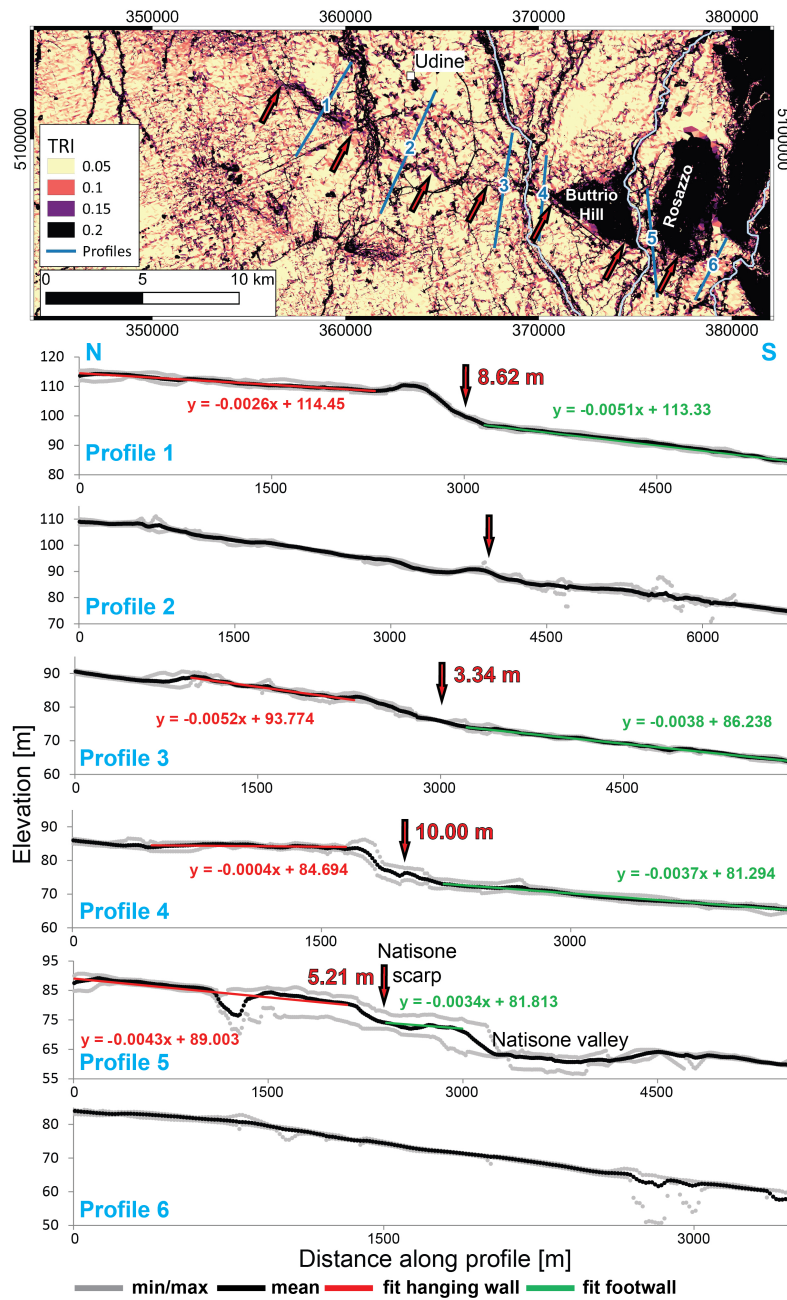 350000 360000 370000 380000
5100000
5100000
Udine
1
2
3
4
5
6
Buttrio
Hill
Rosazzo
TRI
0.05
0.1
0.15
0.2
Profiles
0 5 10 km
350000 360000 370000 380000
N
S
Elevation [m]
120
110
100
90
80
8.62 m
y = -0.0026x + 114.45
y = -0.0051x + 113.33
Profile 1
0 1500 3000 4500
110
100
90
80
70
Profile 2
0 1500 3000 4500 6000
90
80
70
60
3.34 m
y = -0.0052x + 93.774
y = -0.0038 + 86.238
Profile 3
0 1500 3000 4500
90
80
70
60
10.00 m
y = -0.0004x + 84.694
y = -0.0037x + 81.294
Profile 4
0 1500 3000
95
85
75
65
55
Natisone
scarp
5.21 m
y = -0.0034x + 81.813
y = -0.0043x + 89.003
Natisone valley
Profile 5
0 1500 3000 4500
80
70
60
50
Profile 6
0 1500 3000
Distance along profile [m]
min/max mean fit hanging wall fit footwall